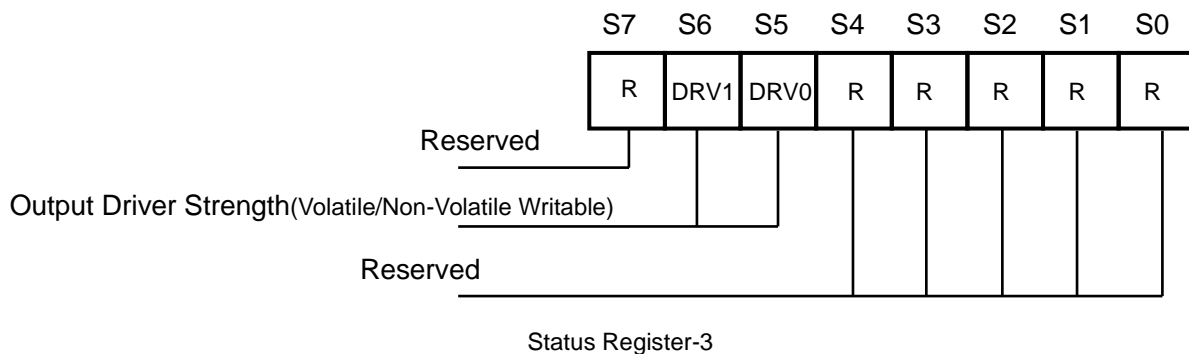 S7 S6 S5 S4 S3 S2 S1 S0
R DRV1 DRV0 R R R R R
Reserved
Output Driver Strength(Volatile/Non-Volatile Writable)
Reserved
Status Register-3